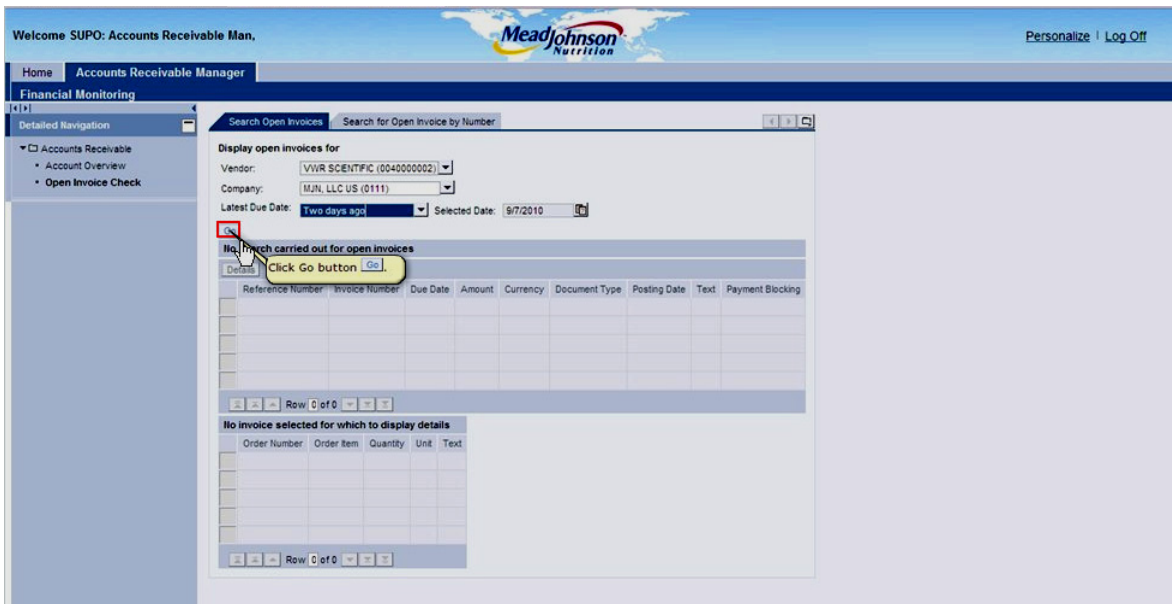 Welcome SUPO: Accounts Receivable Man,
MeadJohnson
Nutrition
Personalize | Log Off
Home Accounts Receivable Manager
Financial Monitoring
Detailed Navigation
Accounts Receivable
• Account Overview
• Open Invoice Check
Search Open Invoices Search for Open Invoice by Number
Display open invoices for
Vendor: VWR SCIENTIFIC (0040000002)
Company: MJN, LLC US (0111)
Latest Due Date: Two days ago Selected Date: 9/7/2010
Go
No carried out for open invoices
Details
Click Go button Go.
Reference Number Invoice Number Due Date Amount Currency Document Type Posting Date Text Payment Blocking
Row 0 of 0
No invoice selected for which to display details
Order Number Order Item Quantity Unit Text
Row 0 of 0